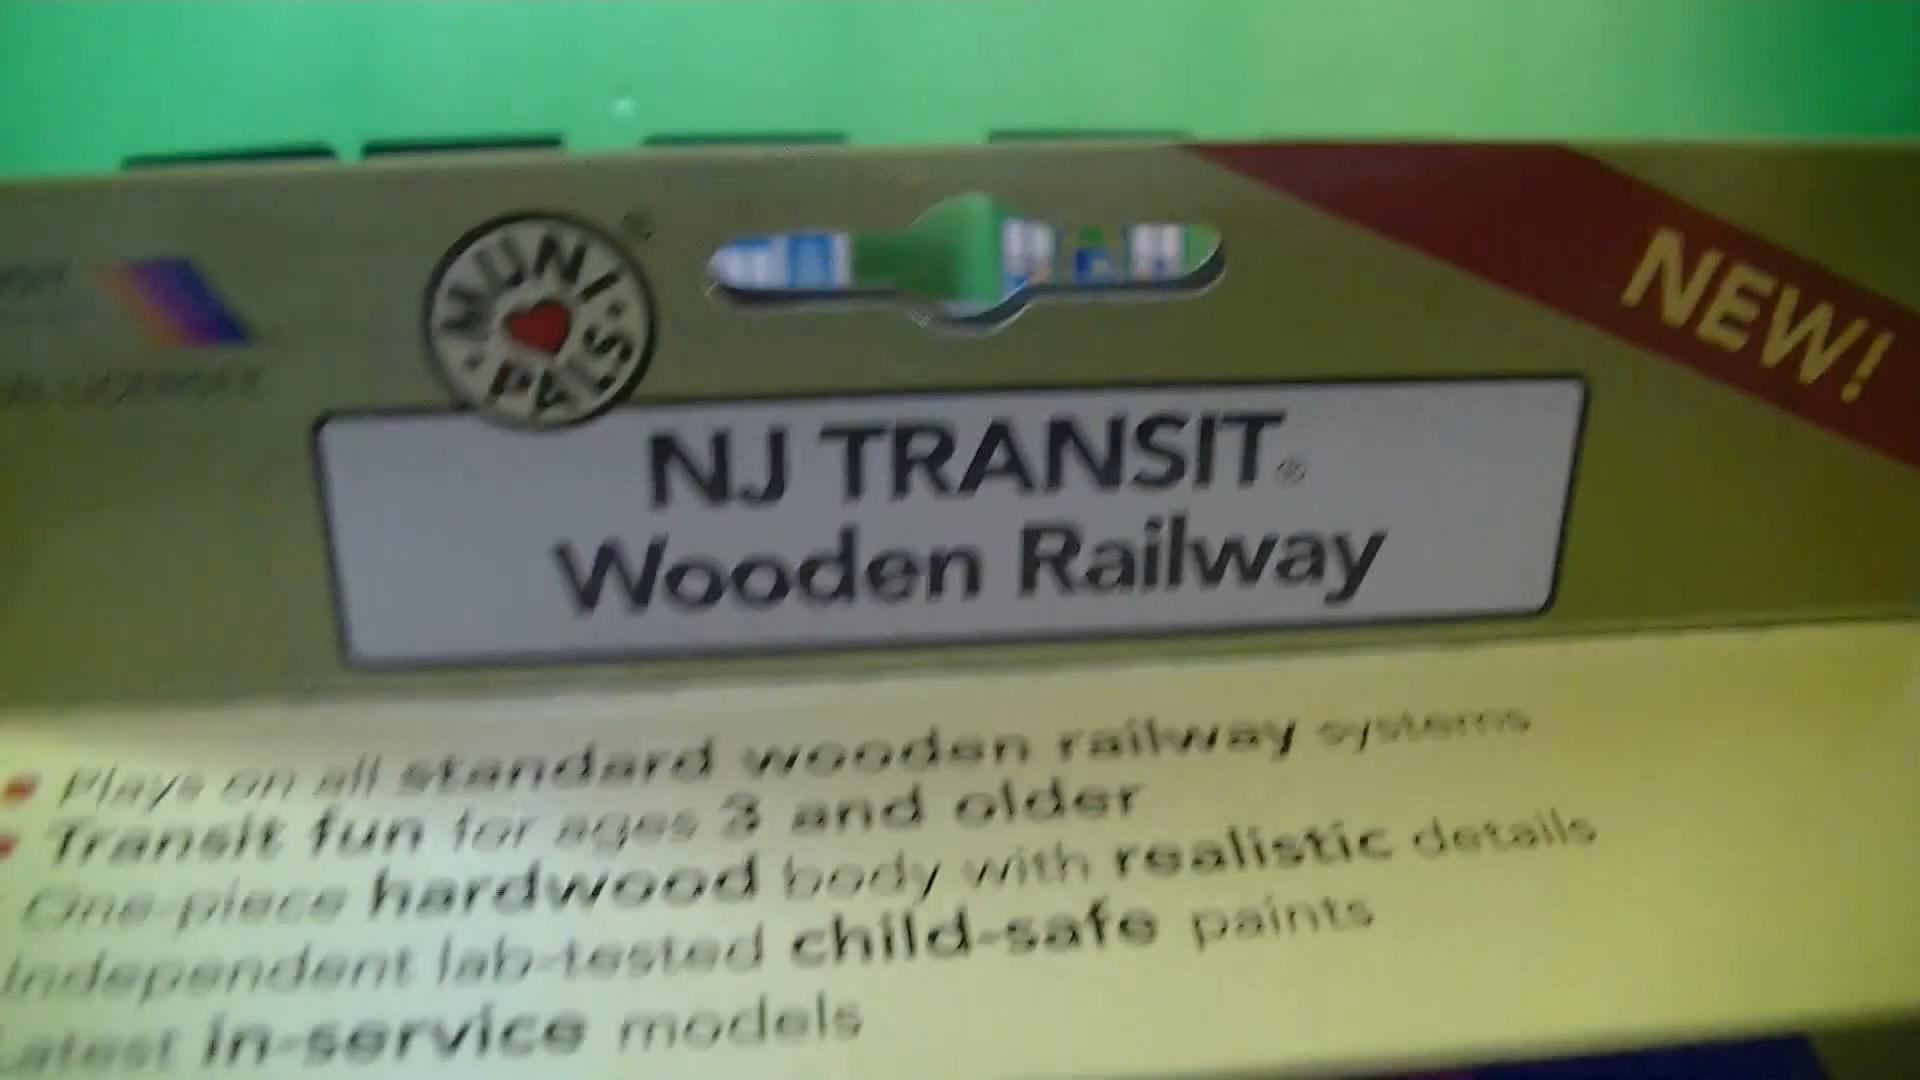 MUNI PALS
®
NEW!
NJ TRANSIT®
Wooden Railway
Plays on all standard wooden railway systems
Transit fun for ages 3 and older
One-piece hardwood body with realistic details
Independent lab-tested child-safe paints
Latest in-service models